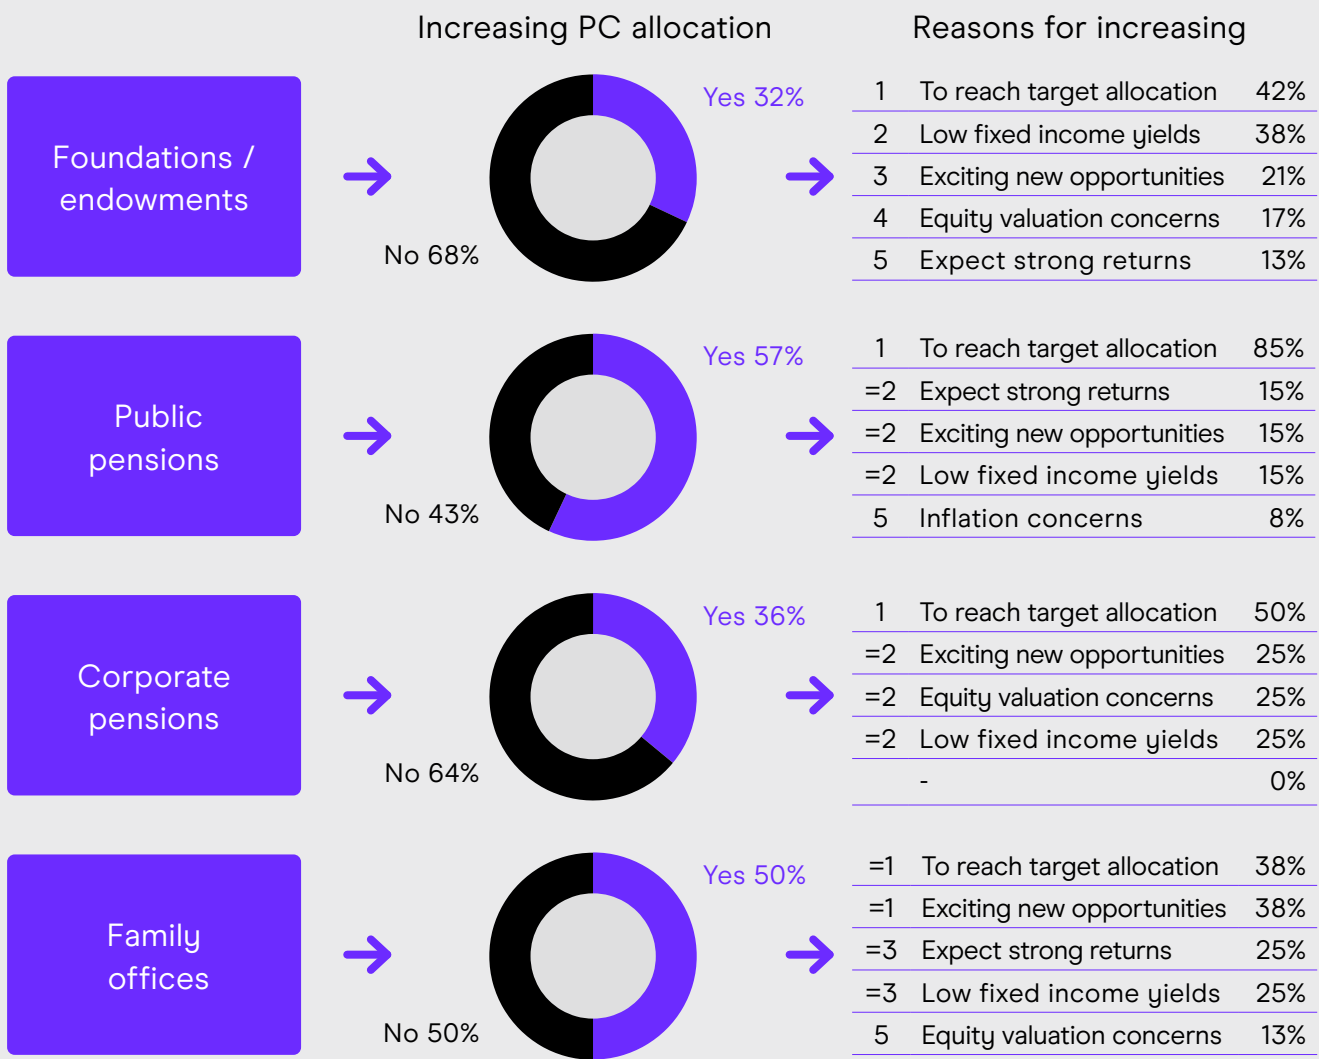 Increasing PC allocation
Reasons for increasing
Foundations /
endowments
Yes 32%
No 68%
1 To reach target allocation 42%
2 Low fixed income yields 38%
3 Exciting new opportunities 21%
4 Equity valuation concerns 17%
5 Expect strong returns 13%
Public
pensions
Yes 57%
No 43%
1 To reach target allocation 85%
=2 Expect strong returns 15%
=2 Exciting new opportunities 15%
=2 Low fixed income yields 15%
5 Inflation concerns 8%
Corporate
pensions
Yes 36%
No 64%
1 To reach target allocation 50%
=2 Exciting new opportunities 25%
=2 Equity valuation concerns 25%
=2 Low fixed income yields 25%
- 0%
Family
offices
Yes 50%
No 50%
=1 To reach target allocation 38%
=1 Exciting new opportunities 38%
=3 Expect strong returns 25%
=3 Low fixed income yields 25%
5 Equity valuation concerns 13%